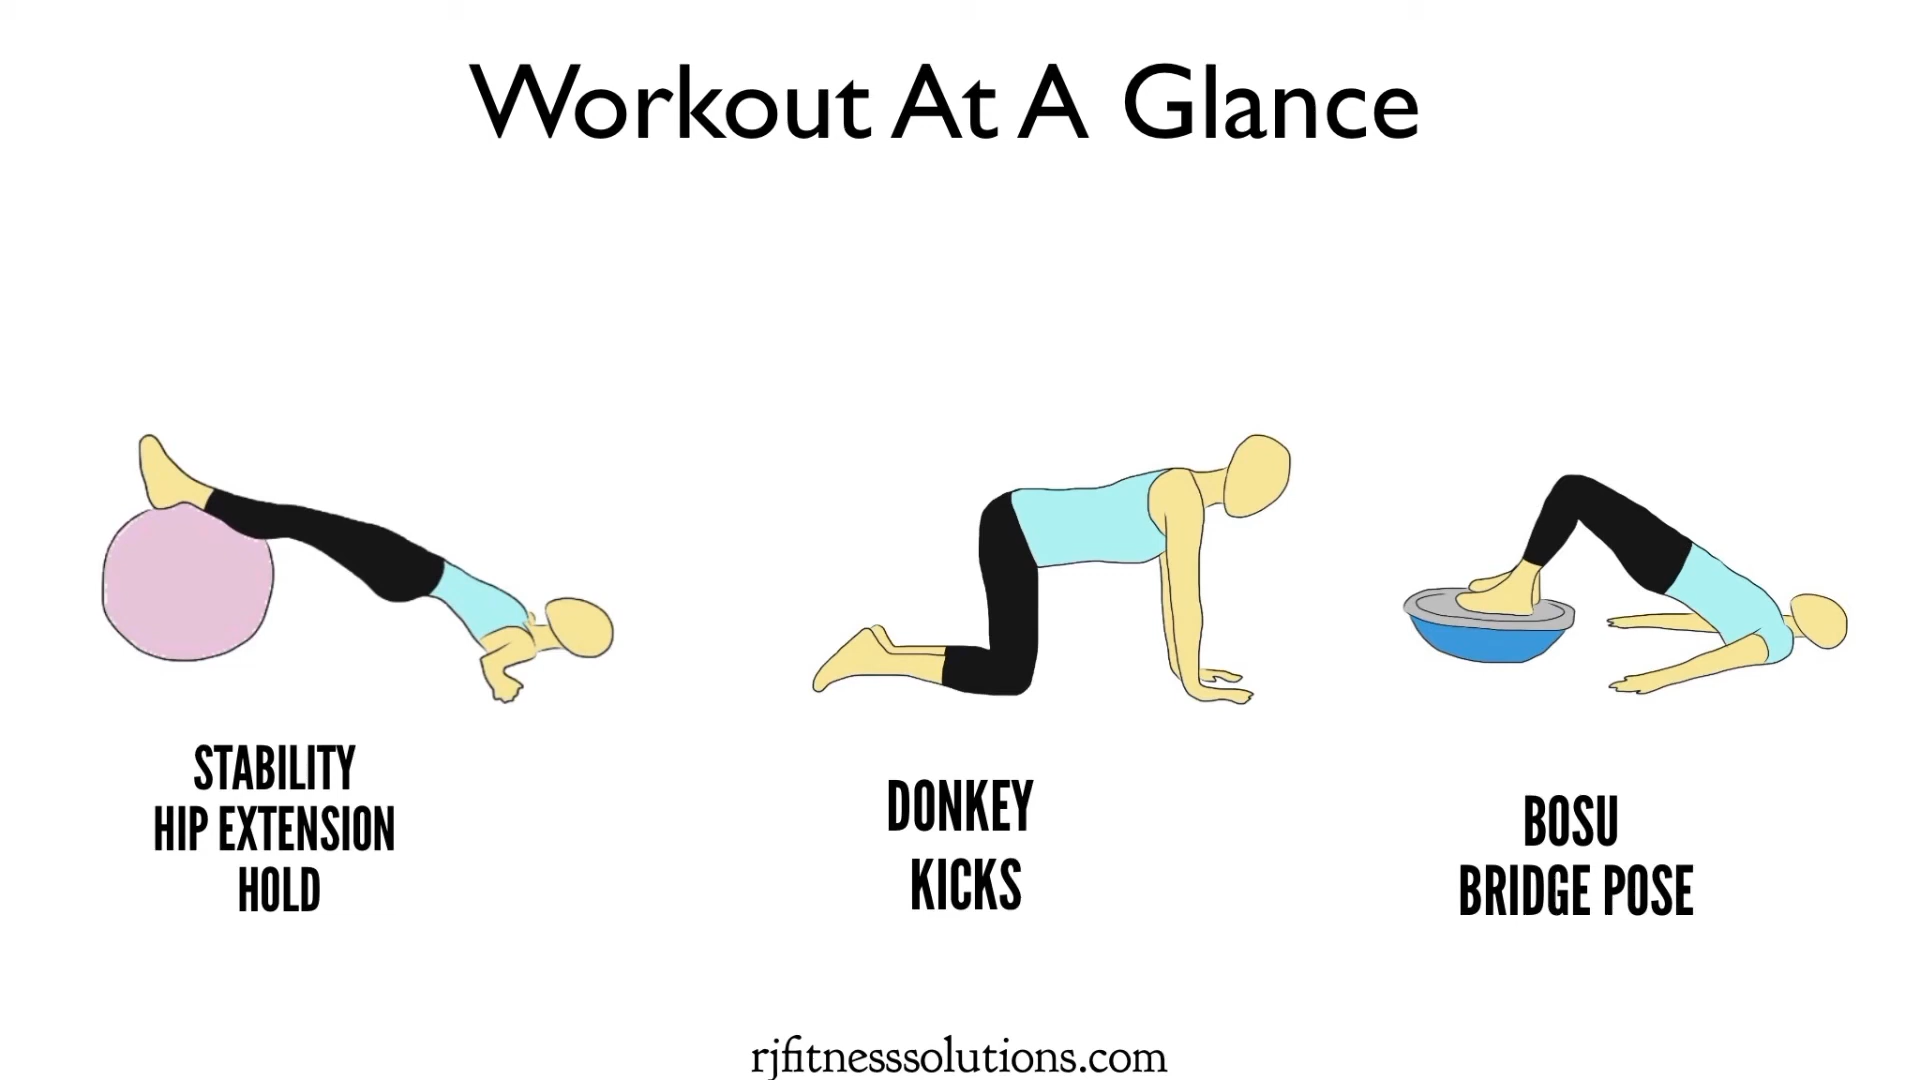 Workout At A Glance
STABILITY
HIP EXTENSION
HOLD
DONKEY
KICKS
BOSU
BRIDGE POSE
rjfitnesssolutions.com